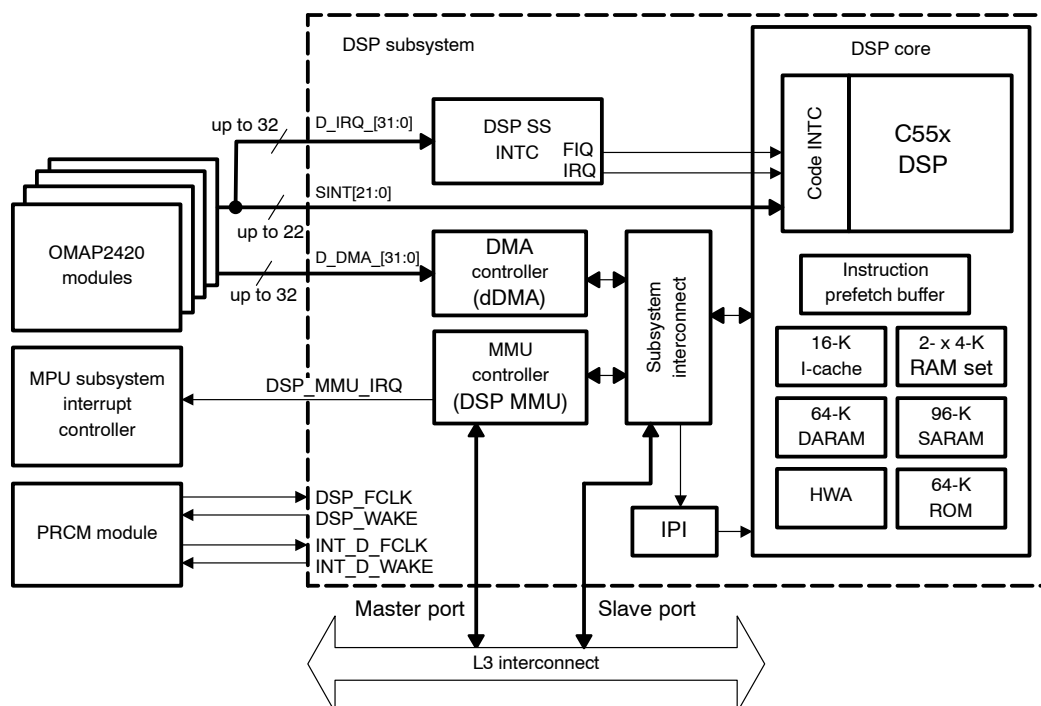 DSP subsystem
DSP core
up to 32
D_IRQ_[31:0]
DSP SS
INTC
FIQ
IRQ
Code INTC
C55x
DSP
SINT[21:0]
up to 22
OMAP2420
modules
D_DMA_[31:0]
up to 32
DMA
controller
(dDMA)
Subsystem
interconnect
Instruction
prefetch buffer
MPU subsystem
interrupt
controller
DSP_MMU_IRQ
MMU
controller
(DSP MMU)
16-K
I-cache
2- x 4-K
RAM set
64-K
DARAM
96-K
SARAM
HWA
64-K
ROM
PRCM module
DSP_FCLK
DSP_WAKE
INT_D_FCLK
INT_D_WAKE
IPI
Master port
Slave port
L3 interconnect